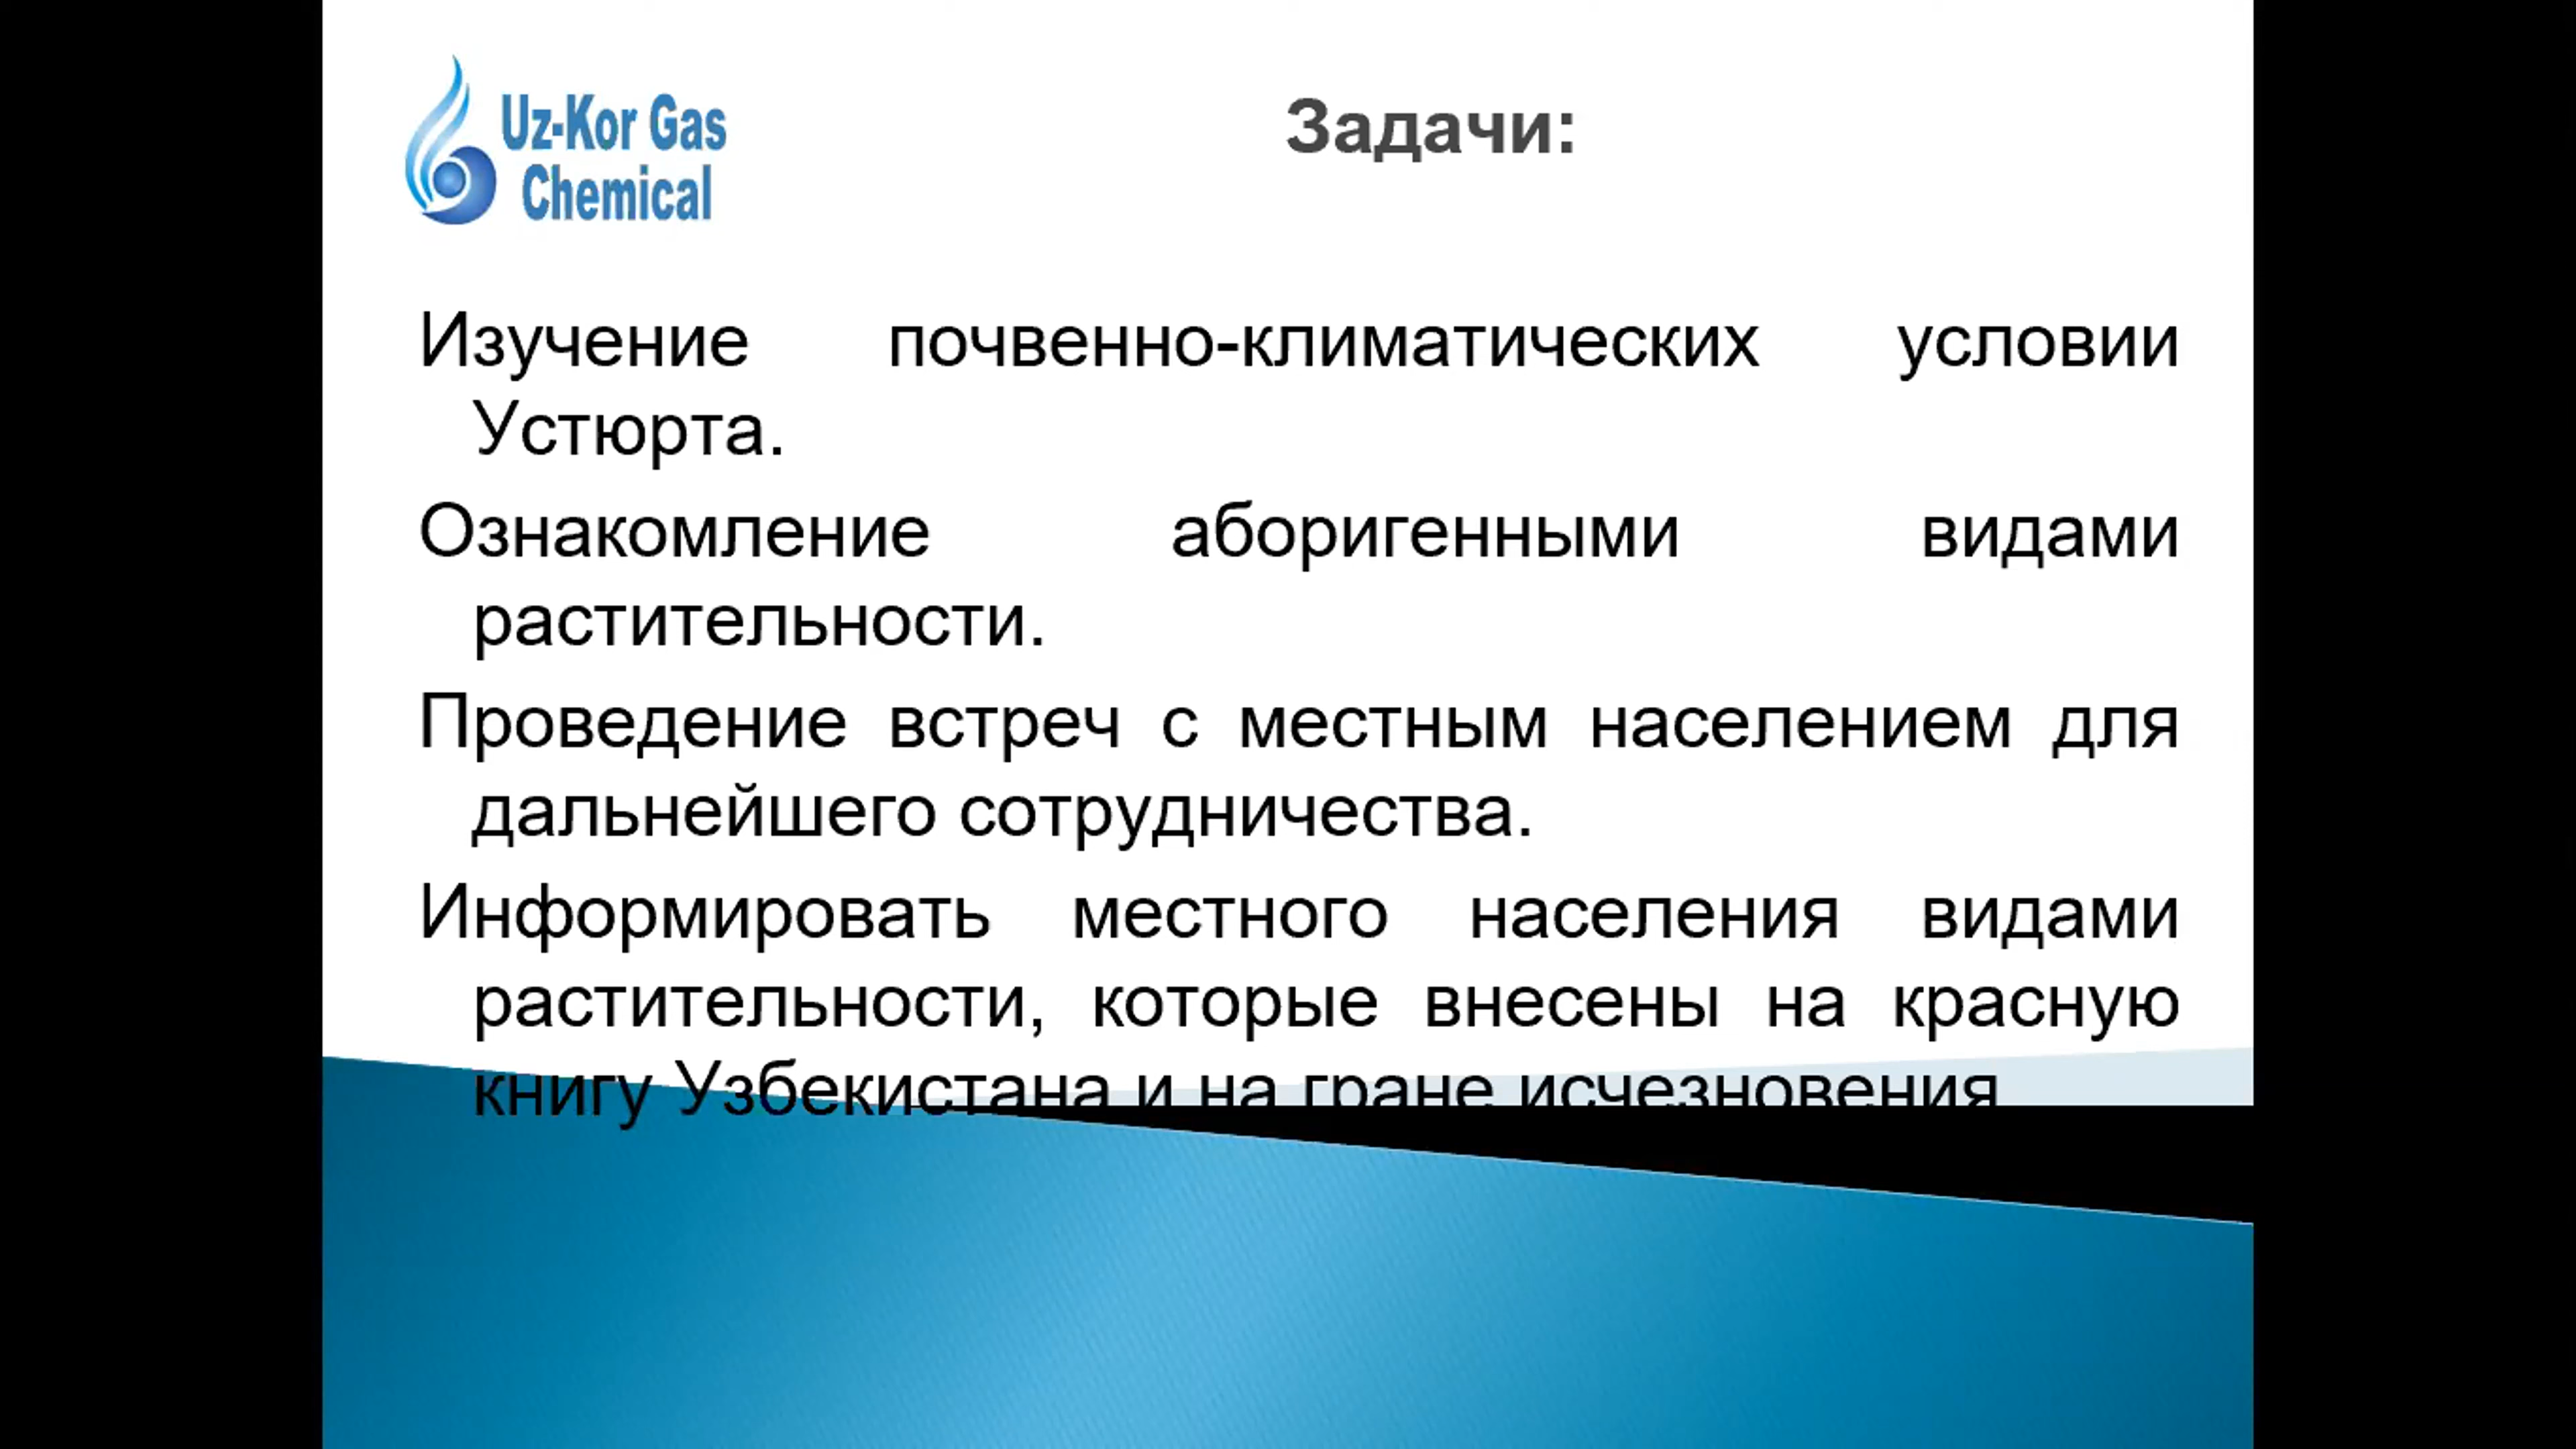 Uz-Kor Gas
Chemical
Задачи:
Изучение почвенно-климатических условии
Устюрта.
Ознакомление аборигенными видами
растительности.
Проведение встреч с местным населением для
дальнейшего сотрудничества.
Информировать местного населения видами
растительности, которые внесены на красную
книгу Узбекистана и на гране исчезновения